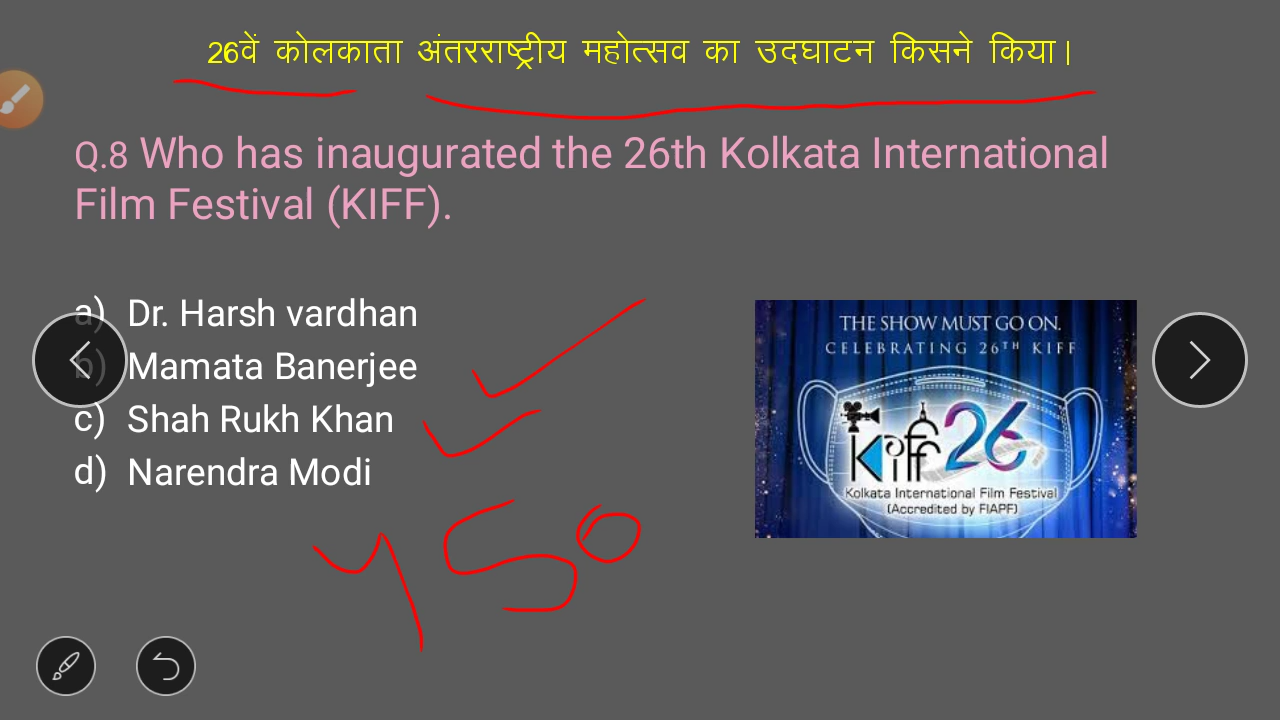 26वें कोलकाता अंतरराष्ट्रीय महोत्सव का उदघाटन किसने किया।
Q.8 Who has inaugurated the 26th Kolkata International
Film Festival (KIFF).
a) Dr. Harsh vardhan
b) Mamata Banerjee
c) Shah Rukh Khan
d) Narendra Modi
THE SHOW MUST GO ON.
CELEBRATING 26TH KIFF
Kiff 26
Kolkata International Film Festival
(Accredited by FIAPF)